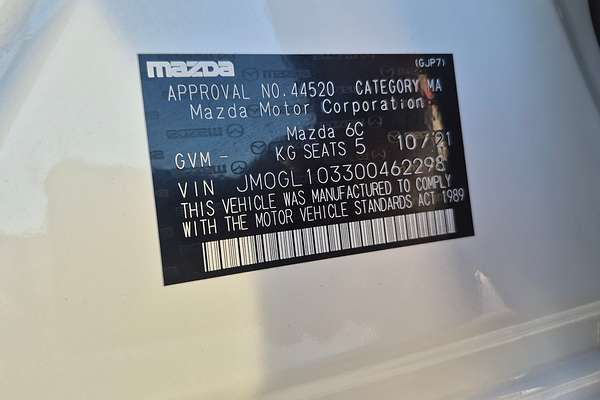 mazda (GJP7)
APPROVAL NO.44520 CATEGORY MA
Mazda Motor Corporation
Mazda 6C
GVM - KG SEATS 5 10/21
VIN JM0GL103300462298
THIS VEHICLE WAS MANUFACTURED TO COMPLY
WITH THE MOTOR VEHICLE STANDARDS ACT 1989